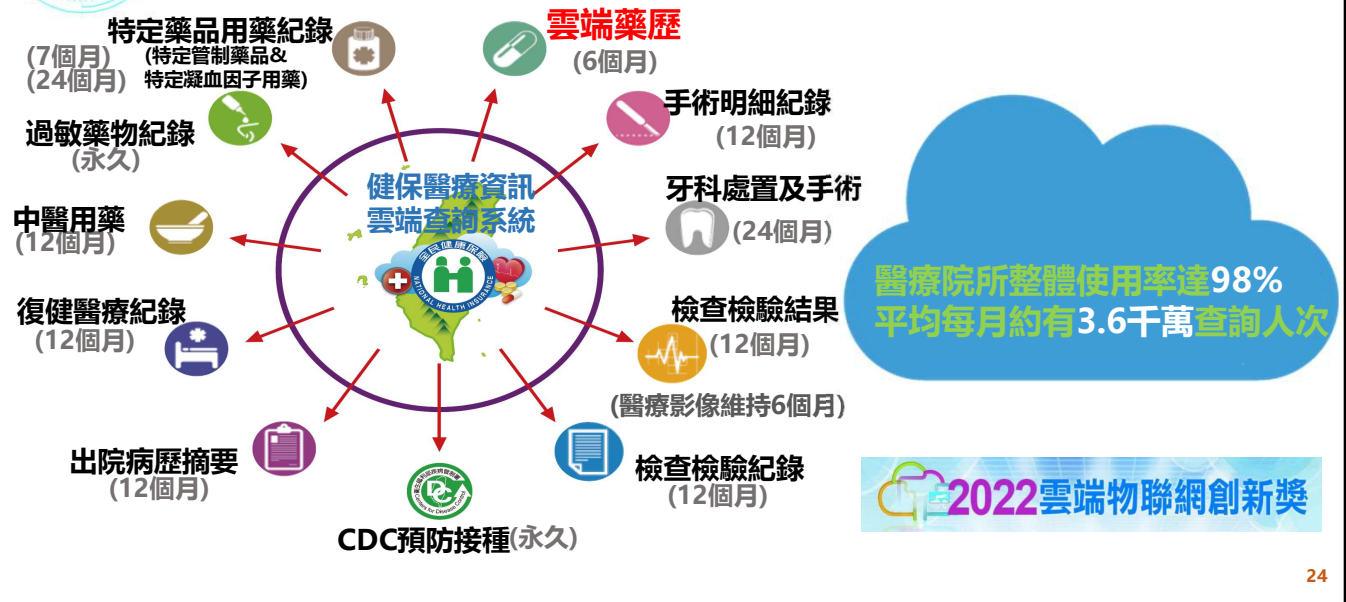 特定藥品用藥紀錄
(7個月) (特定管制藥品&
(24個月) 特定凝血因子用藥)
雲端藥歷
(6個月)
過敏藥物紀錄
(永久)
手術明細紀錄
(12個月)
中醫用藥
(12個月)
健保醫療資訊
雲端查詢系統
全民健康保險
NATIONAL HEALTH INSURANCE
牙科處置及手術
(24個月)
復健醫療紀錄
(12個月)
檢查檢驗結果
(12個月)
(醫療影像維持6個月)
出院病歷摘要
(12個月)
CDC預防接種(永久)
檢查檢驗紀錄
(12個月)
醫療院所整體使用率達98%
平均每月約有3.6千萬查詢人次
2022雲端物聯網創新獎
24